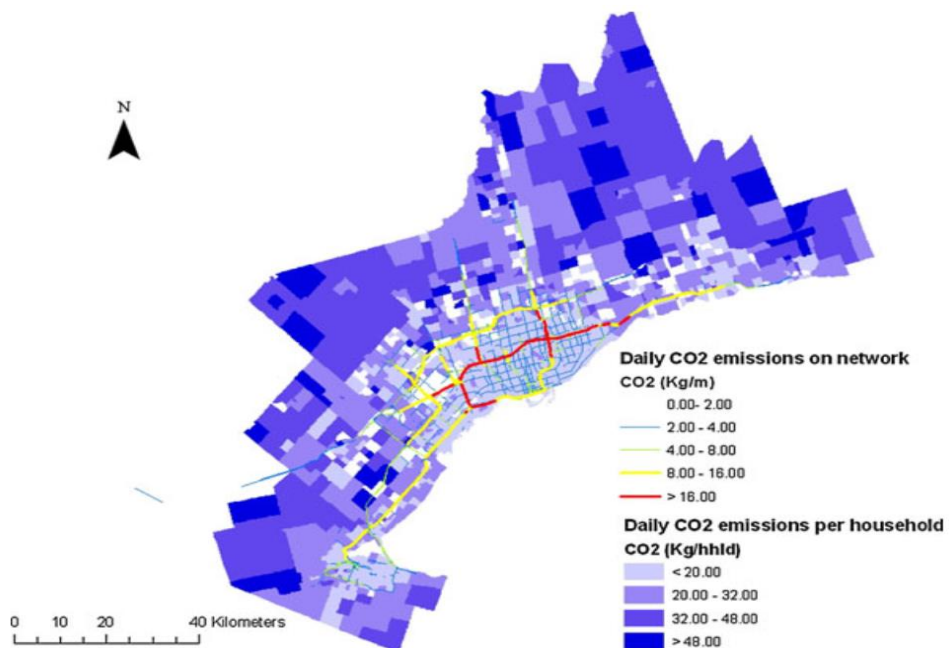 N
Daily CO2 emissions on network
CO2 (Kg/m)
0.00- 2.00
2.00 - 4.00
4.00 - 8.00
8.00 - 16.00
> 16.00
Daily CO2 emissions per household
CO2 (Kg/hhld)
< 20.00
20.00 - 32.00
32.00 - 48.00
> 48.00
0 10 20 40 Kilometers